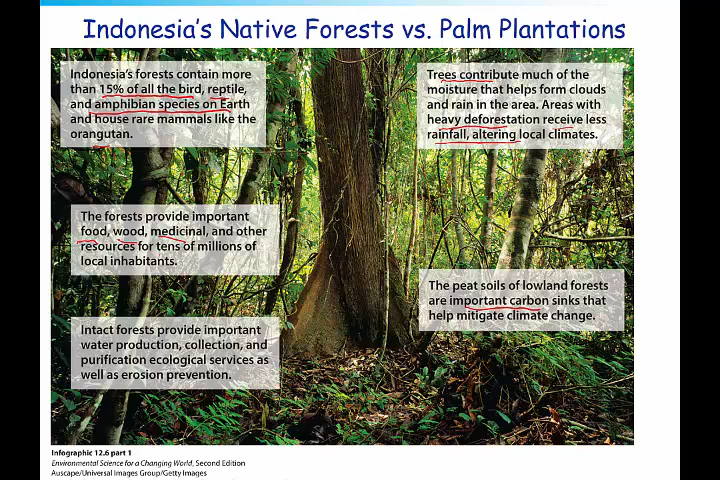 Indonesia's Native Forests vs. Palm Plantations
Indonesia's forests contain more
than 15% of all the bird, reptile,
and amphibian species on Earth
and house rare mammals like the
orangutan.
Trees contribute much of the
moisture that helps form clouds
and rain in the area. Areas with
heavy deforestation receive less
rainfall, altering local climates.
The forests provide important
food, wood, medicinal, and other
resources for tens of millions of
local inhabitants.
The peat soils of lowland forests
are important carbon sinks that
help mitigate climate change.
Intact forests provide important
water production, collection, and
purification ecological services as
well as erosion prevention.
Infographic 12.6 part 1
Environmental Science for a Changing World, Second Edition
Auscape/Universal Images Group/Getty Images